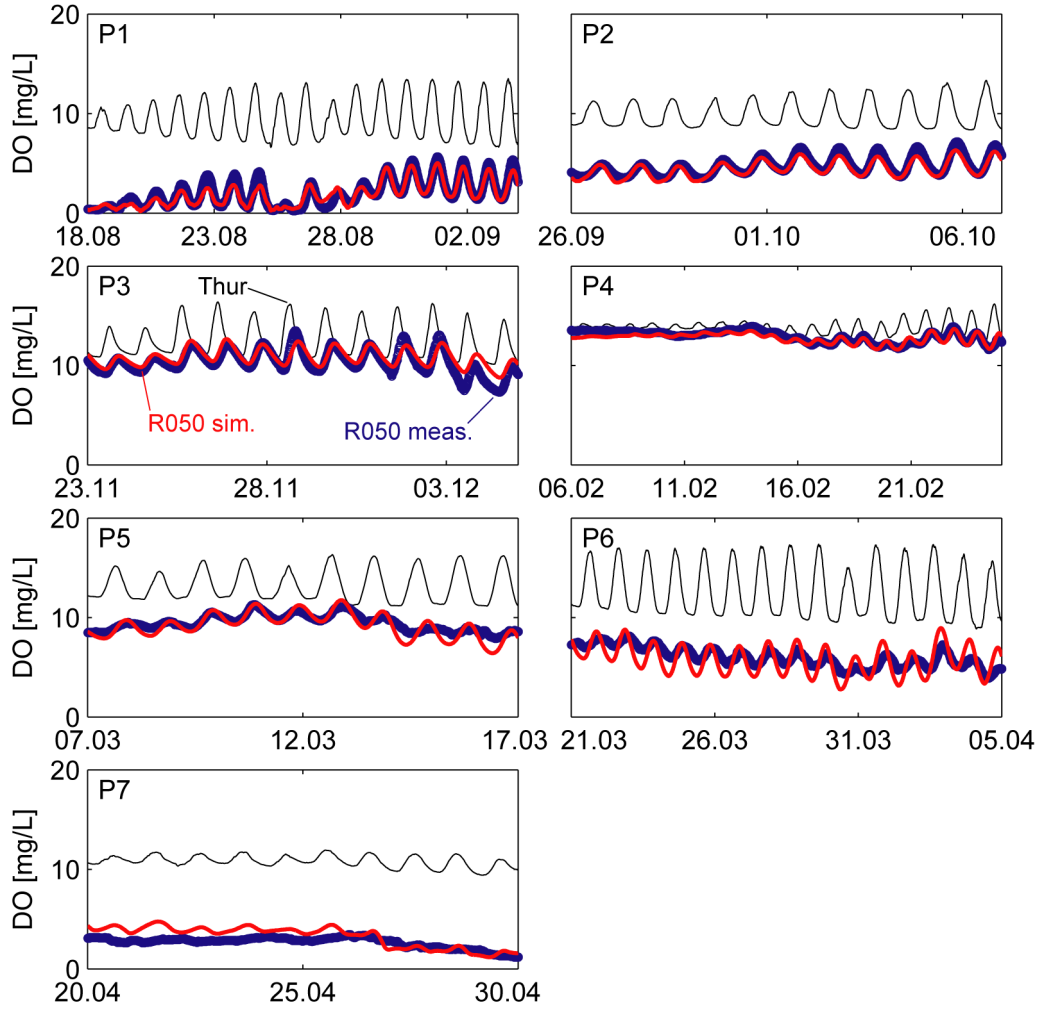 20
P1
P2
DO [mg/L]
10
0
18.08 23.08 28.08 02.09
26.09 01.10 06.10
20
P3
Thur
P4
DO [mg/L]
10
R050 sim.
R050 meas.
0
23.11 28.11 03.12
06.02 11.02 16.02 21.02
20
P5
P6
DO [mg/L]
10
0
07.03 12.03 17.03
21.03 26.03 31.03 05.04
20
P7
DO [mg/L]
10
0
20.04 25.04 30.04